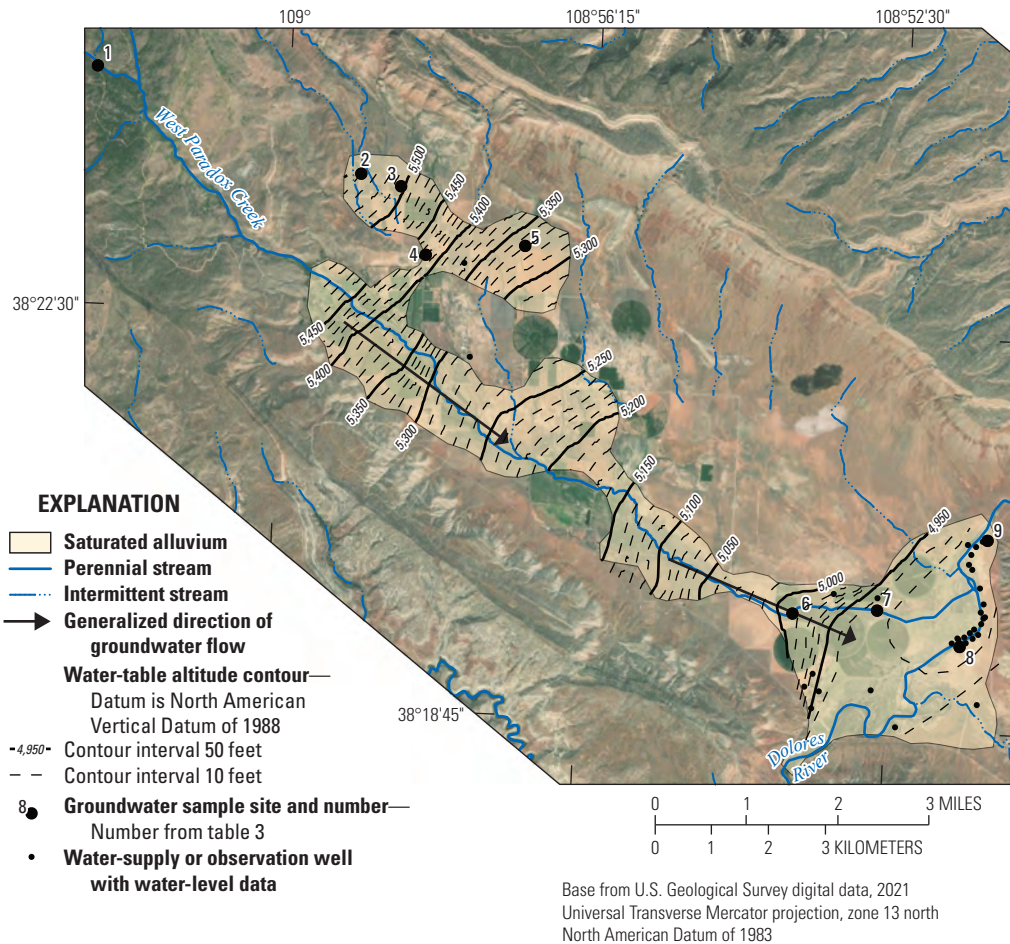 109°
108°56'15"
108°52'30"
1
West Paradox Creek
2
3
5,500
5,450
5,400
5,350
4
5
5,300
38°22'30"
5,450
5,400
5,350
5,300
5,250
5,200
5,150
5,100
5,050
5,000
4,950
9
6
7
8
38°18'45"
Dolores
River
EXPLANATION
Saturated alluvium
Perennial stream
Intermittent stream
Generalized direction of
groundwater flow
Water-table altitude contour—
Datum is North American
Vertical Datum of 1988
4,950 Contour interval 50 feet
Contour interval 10 feet
8 Groundwater sample site and number—
Number from table 3
Water-supply or observation well
with water-level data
0 1 2 3 MILES
0 1 2 3 KILOMETERS
Base from U.S. Geological Survey digital data, 2021
Universal Transverse Mercator projection, zone 13 north
North American Datum of 1983